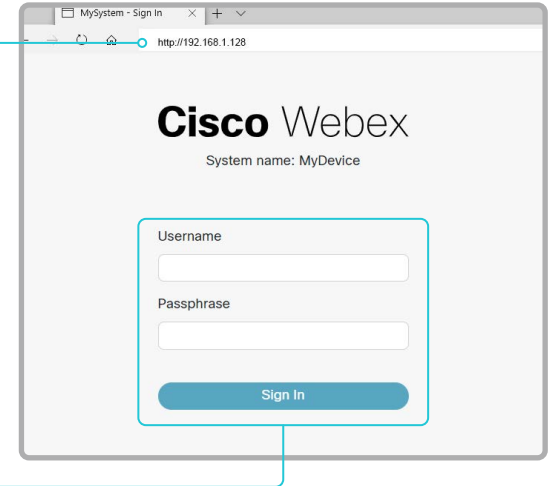 MySystem - Sign In
http://192.168.1.128
Cisco Webex
System name: MyDevice
Username
Passphrase
Sign In